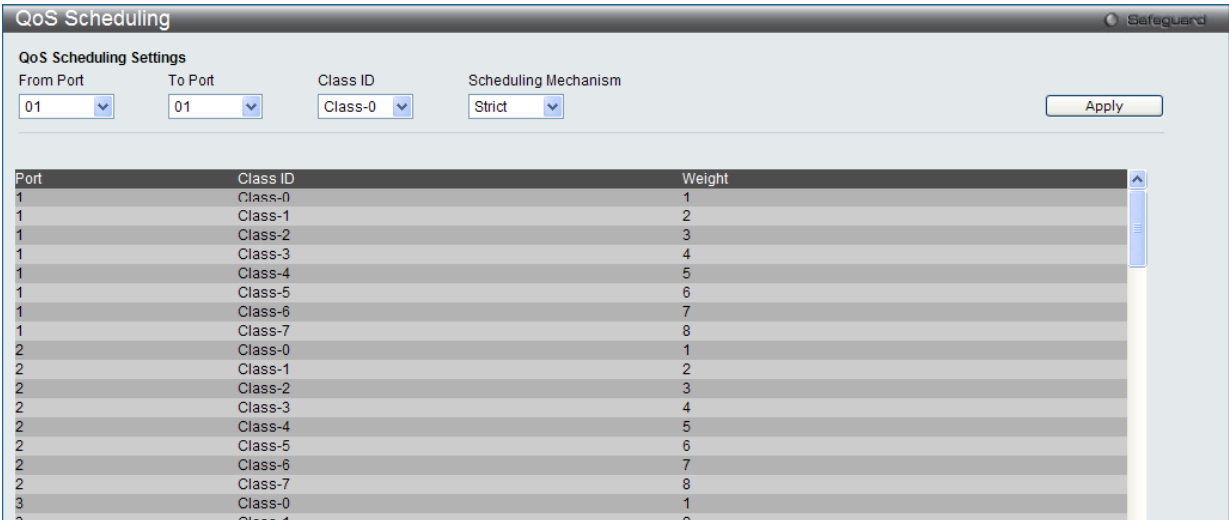 QoS Scheduling Safeguard
QoS Scheduling Settings
From Port To Port Class ID Scheduling Mechanism
01 01 Class-0 Strict Apply
Port Class ID Weight
1 Class-0 1
1 Class-1 2
1 Class-2 3
1 Class-3 4
1 Class-4 5
1 Class-5 6
1 Class-6 7
1 Class-7 8
2 Class-0 1
2 Class-1 2
2 Class-2 3
2 Class-3 4
2 Class-4 5
2 Class-5 6
2 Class-6 7
2 Class-7 8
3 Class-0 1